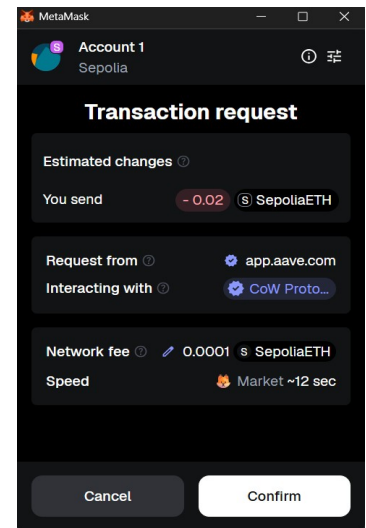 MetaMask
S
Account 1
Sepolia
Transaction request
Estimated changes
You send - 0.02 S SepoliaETH
Request from app.aave.com
Interacting with CoW Proto...
Network fee 0.0001 S SepoliaETH
Speed Market ~12 sec
Cancel Confirm